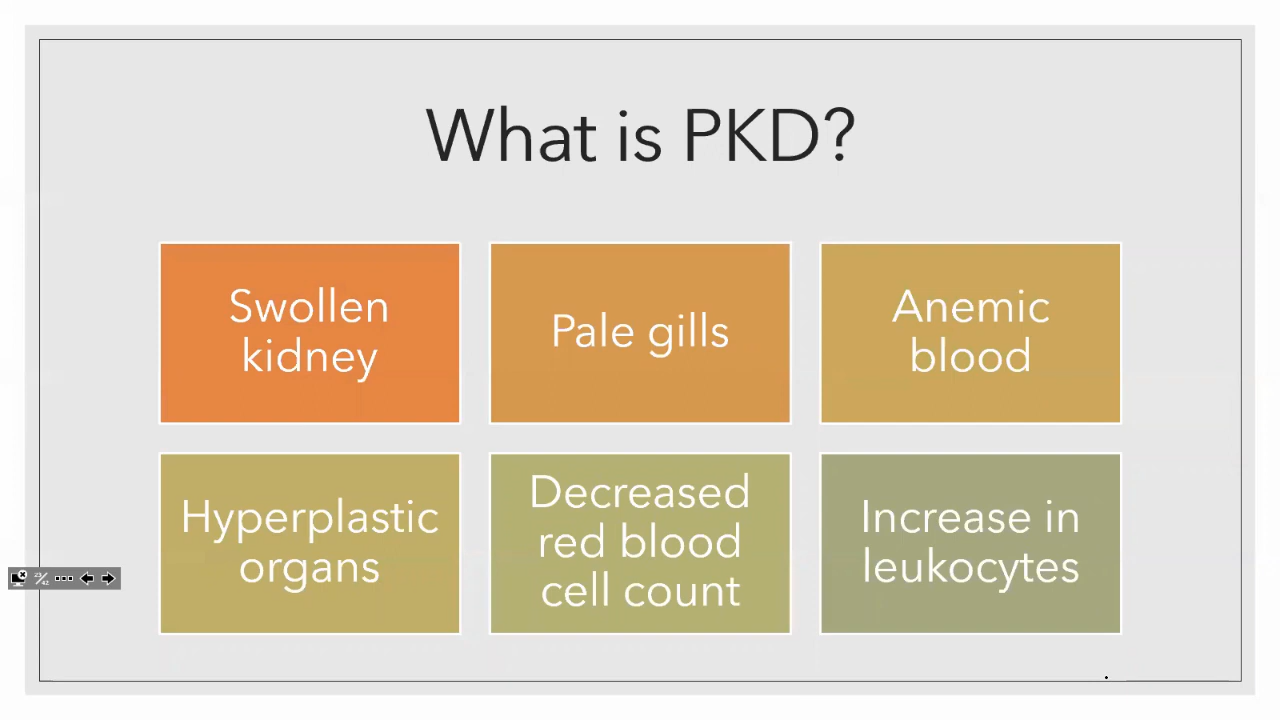 What is PKD?
Swollen
kidney
Pale gills
Anemic
blood
Hyperplastic
organs
Decreased
red blood
cell count
Increase in
leukocytes